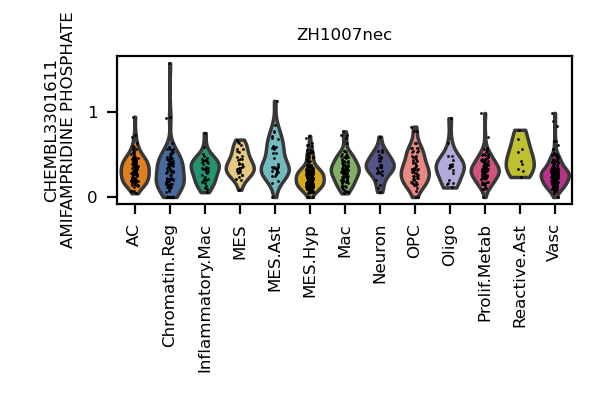 ZH1007nec
CHEMBL3301611
AMIFAMPRIDINE PHOSPHATE
1
0
AC
Chromatin.Reg
Inflammatory.Mac
MES
MES.Ast
MES.Hyp
Mac
Neuron
OPC
Oligo
Prolif.Metab
Reactive.Ast
Vasc